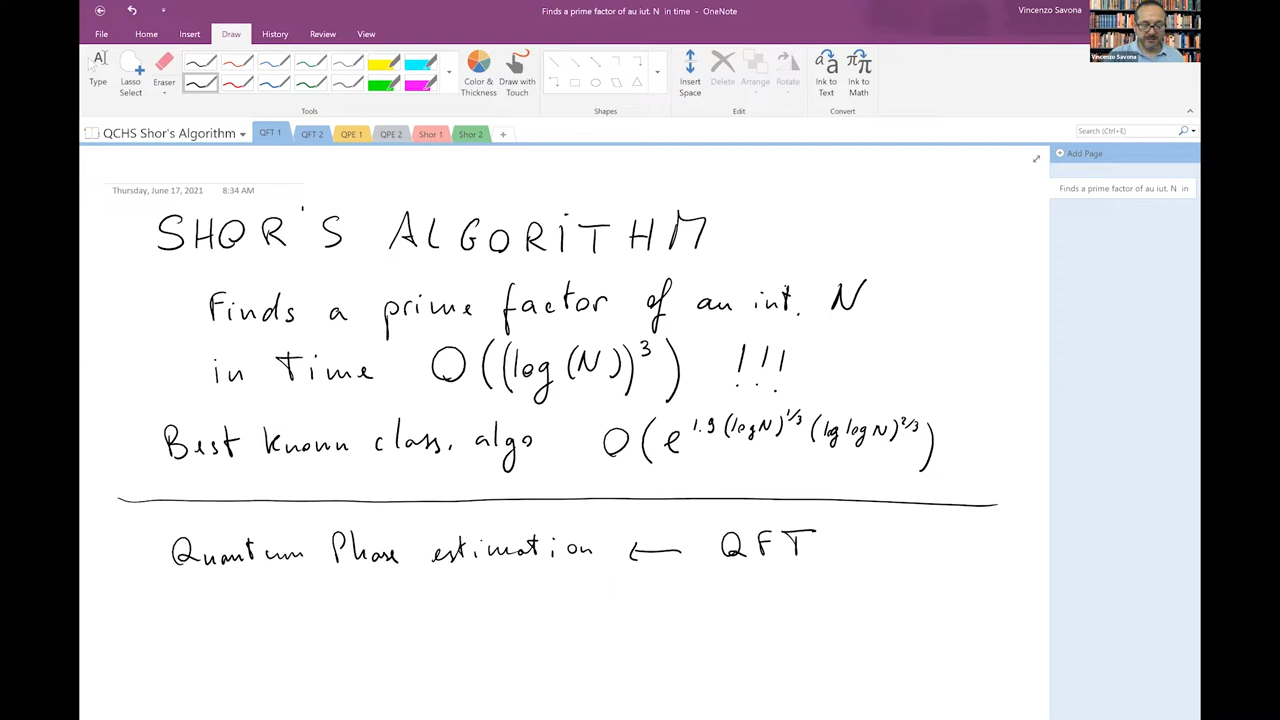 Finds a prime factor of au iut. N in time - OneNote
Vincenzo Savona
File Home Insert Draw History Review View
Type
Lasso Select
Eraser
Color & Thickness
Draw with Touch
Insert Space
Delete
Arrange
Rotate
Ink to Text
Ink to Math
Tools
Shapes
Edit
Convert
Vincenzo Savona
QCHS Shor's Algorithm QFT 1 QFT 2 QPE 1 QPE 2 Shor 1 Shor 2
Search (Ctrl+E)
Add Page
Finds a prime factor of au iut. N in
Thursday, June 17, 2021 8:34 AM
SHOR'S ALGORITHM
Finds a prime factor of an int. N
in time O((log(N))^3) !!!
Best known class. algo O(e^{1.9 (log N)^{1/3} (log log N)^{2/3}})
Quantum Phase estimation ← QFT